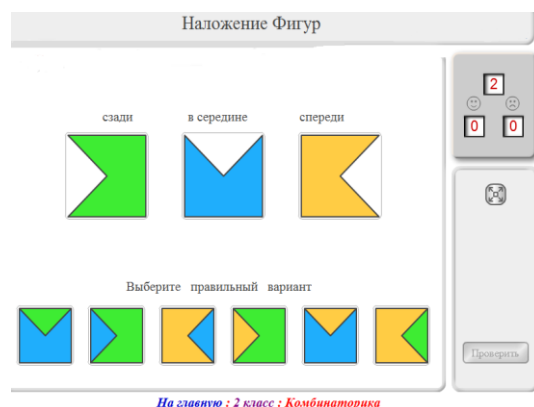 Наложение Фигур
2
0 0
сзади в середине спереди
Выберите правильный вариант
Проверить
На главную : 2 класс : Комбинаторика